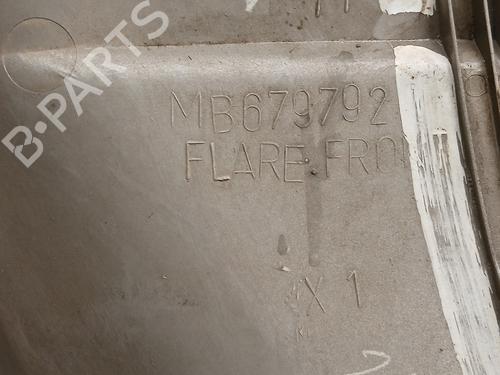 B-PARTS
MB679792
FLARE FRO
X 1